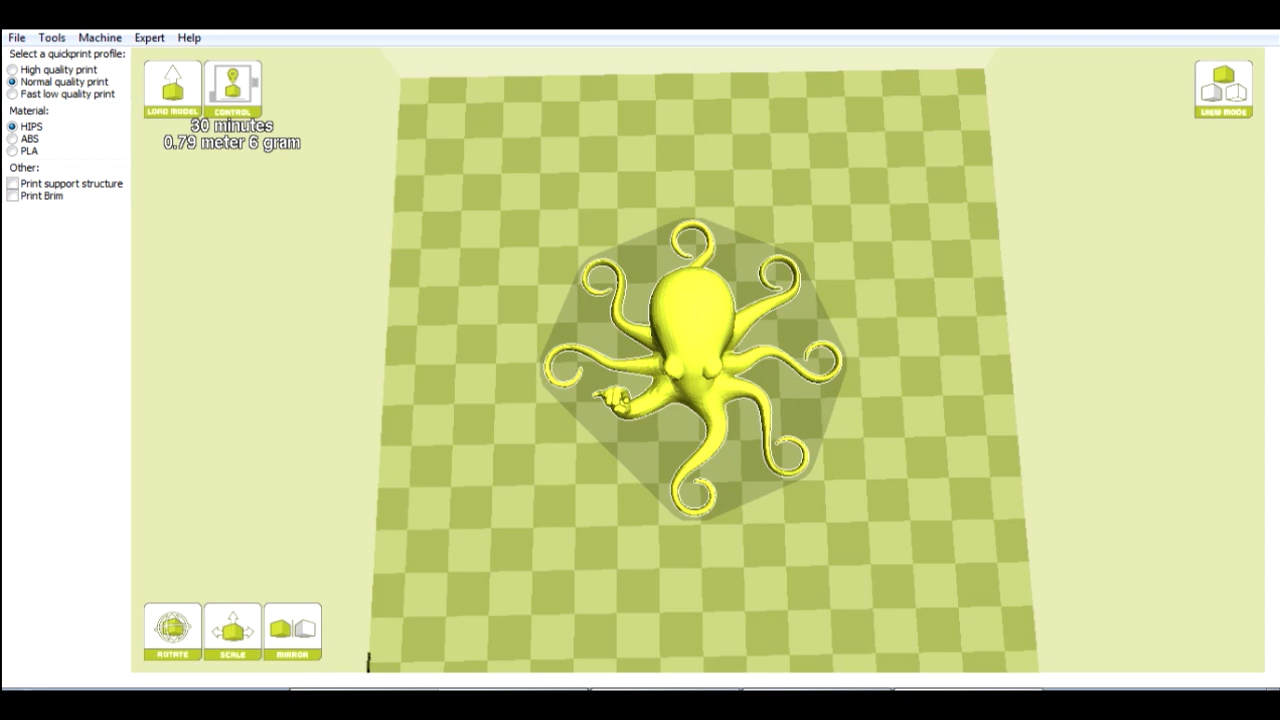 File Tools Machine Expert Help
Select a quickprint profile:
High quality print
Normal quality print
Fast low quality print
Material:
HIPS
ABS
PLA
Other:
Print support structure
Print Brim
LOAD MODEL
CONTROL
30 minutes
0.79 meter 6 gram
VIEW MODE
ROTATE
SCALE
MIRROR